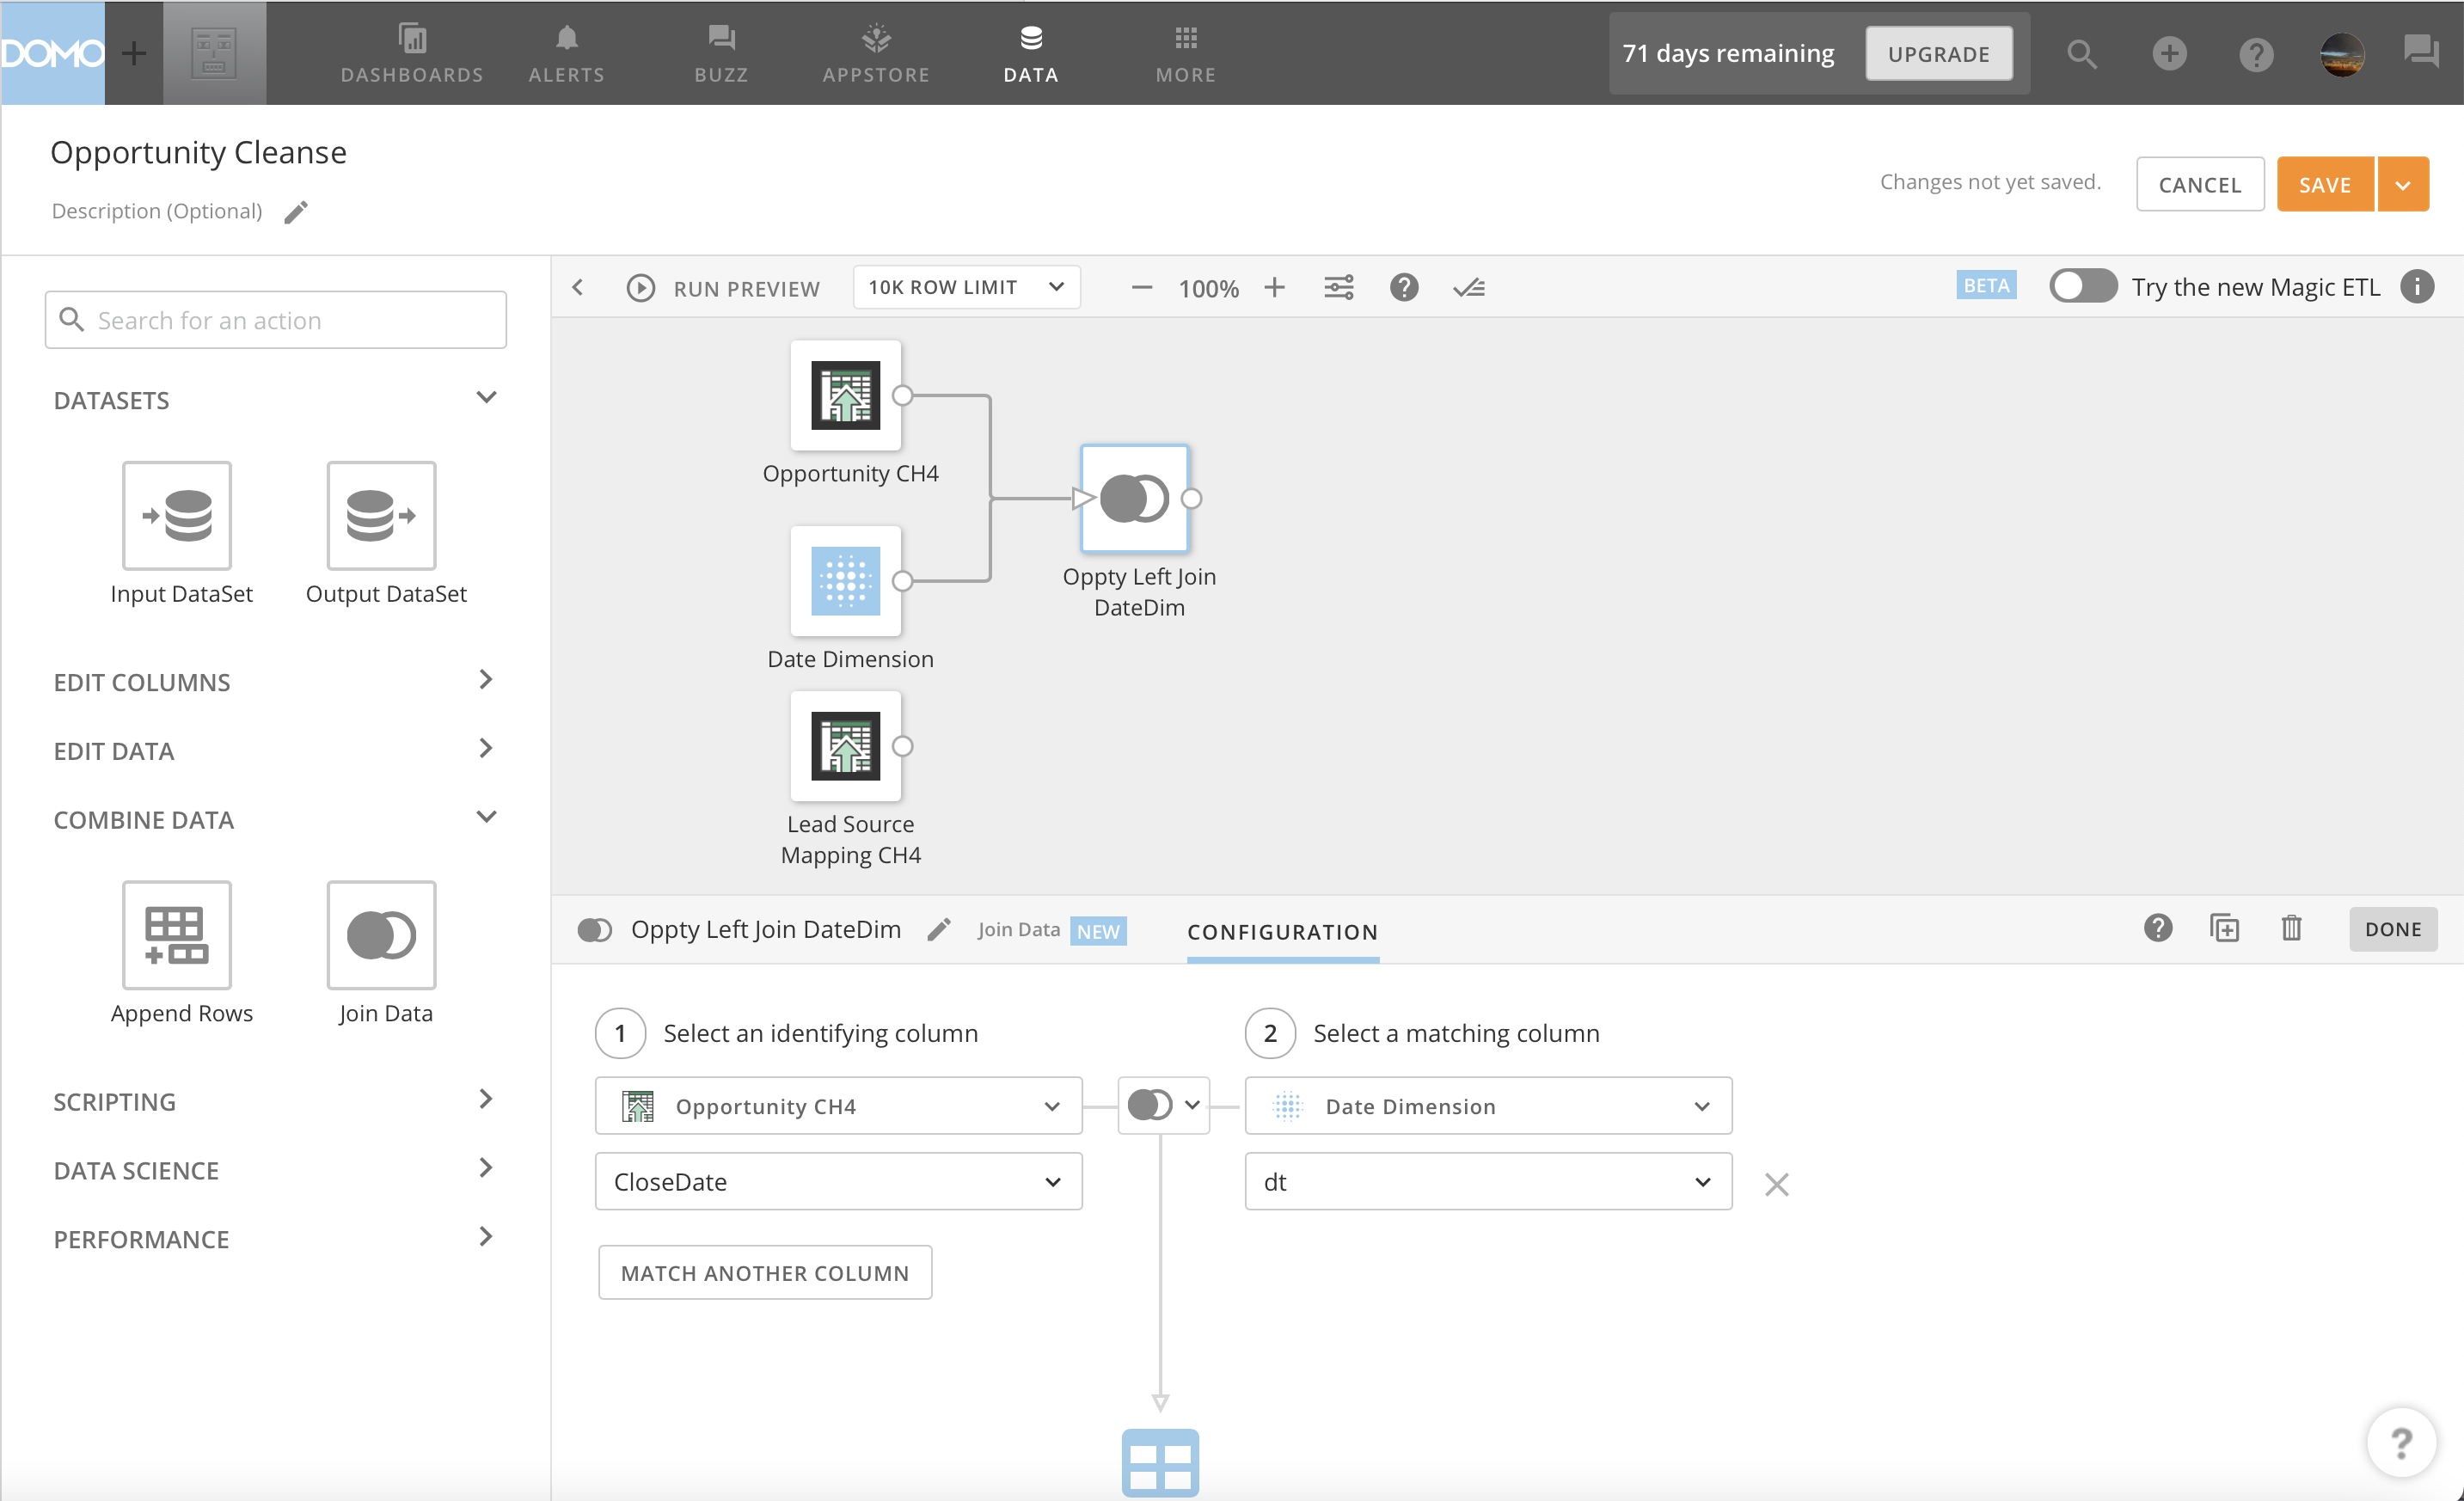 DOMO
DASHBOARDS
ALERTS
BUZZ
APPSTORE
DATA
MORE
71 days remaining
UPGRADE
Opportunity Cleanse
Description (Optional)
Changes not yet saved.
CANCEL
SAVE
Search for an action
DATASETS
Input DataSet
Output DataSet
EDIT COLUMNS
EDIT DATA
COMBINE DATA
Append Rows
Join Data
SCRIPTING
DATA SCIENCE
PERFORMANCE
RUN PREVIEW
10K ROW LIMIT
100%
BETA
Try the new Magic ETL
Opportunity CH4
Oppty Left Join
DateDim
Date Dimension
Lead Source
Mapping CH4
Oppty Left Join DateDim
Join Data
NEW
CONFIGURATION
DONE
1 Select an identifying column
2 Select a matching column
Opportunity CH4
Date Dimension
CloseDate
dt
MATCH ANOTHER COLUMN